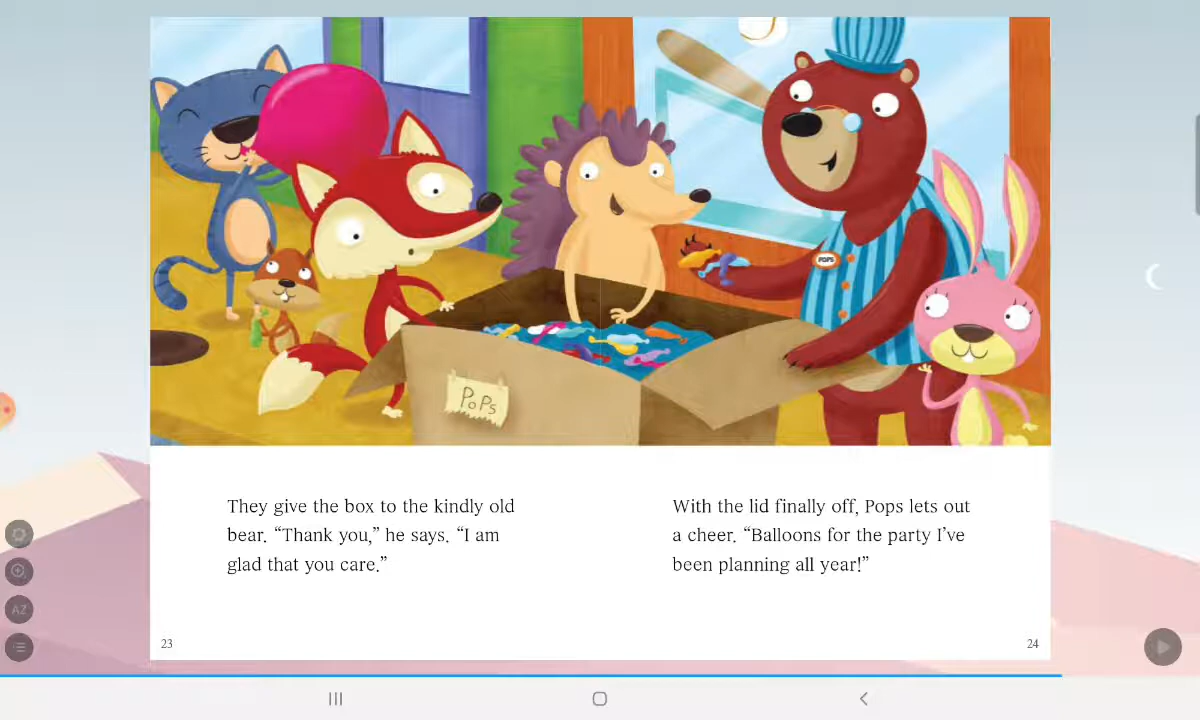 POPS
PoPs
They give the box to the kindly old
bear. “Thank you,” he says. “I am
glad that you care.”
23
With the lid finally off, Pops lets out
a cheer. “Balloons for the party I’ve
been planning all year!”
24
AZ